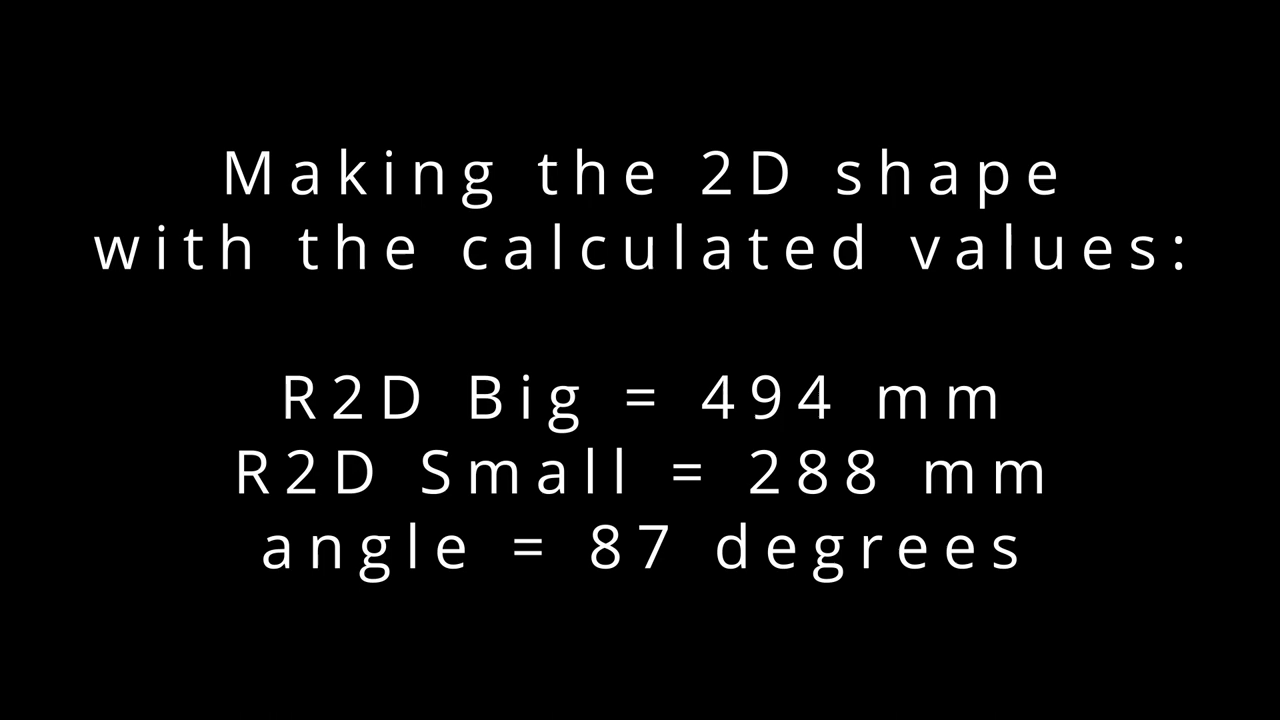 Making the 2D shape
with the calculated values:
R2D Big = 494 mm
R2D Small = 288 mm
angle = 87 degrees